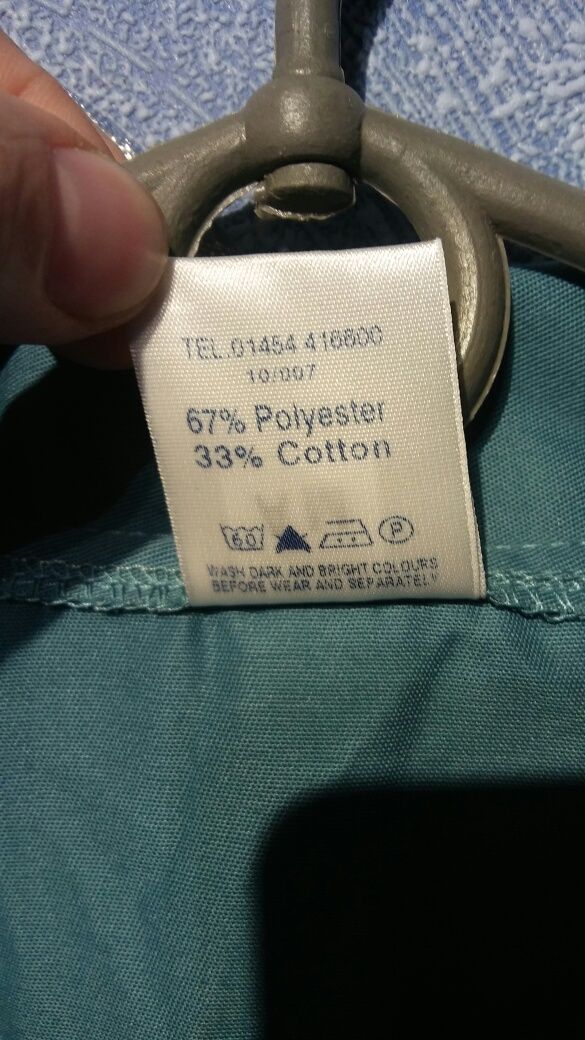 TEL.01454 416600
10/007
67% Polyester
33% Cotton
60 P
WASH DARK AND BRIGHT COLOURS
BEFORE WEAR AND SEPARATELY